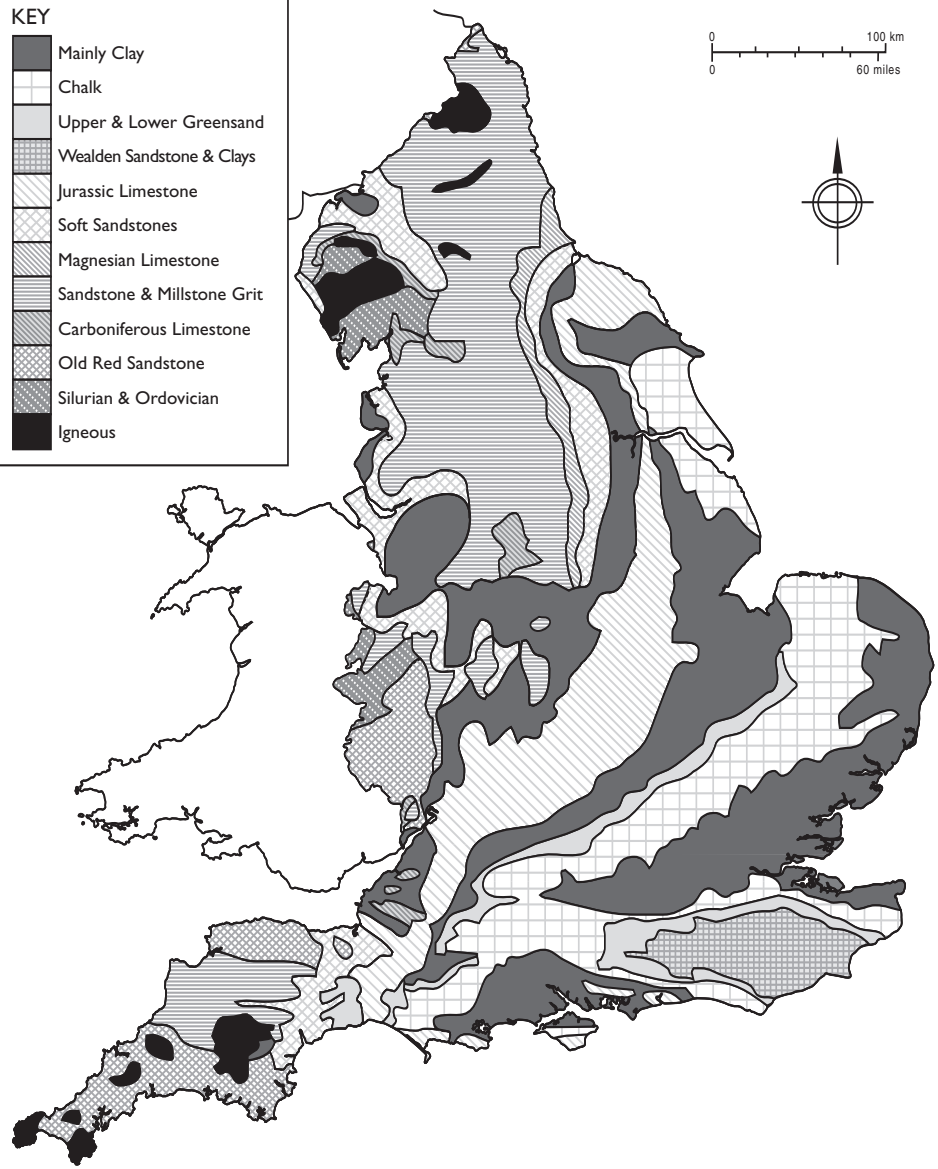 KEY
Mainly Clay
Chalk
Upper & Lower Greensand
Wealden Sandstone & Clays
Jurassic Limestone
Soft Sandstones
Magnesian Limestone
Sandstone & Millstone Grit
Carboniferous Limestone
Old Red Sandstone
Silurian & Ordovician
Igneous
0 100 km
0 60 miles